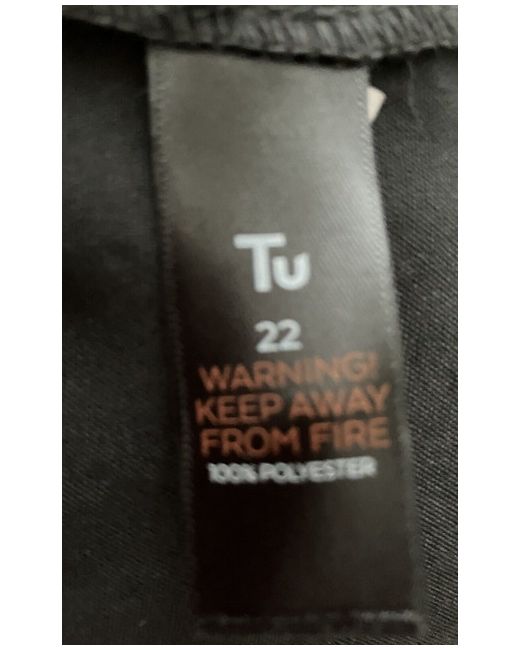 Tu
22
WARNING!
KEEP AWAY
FROM FIRE
100% POLYESTER